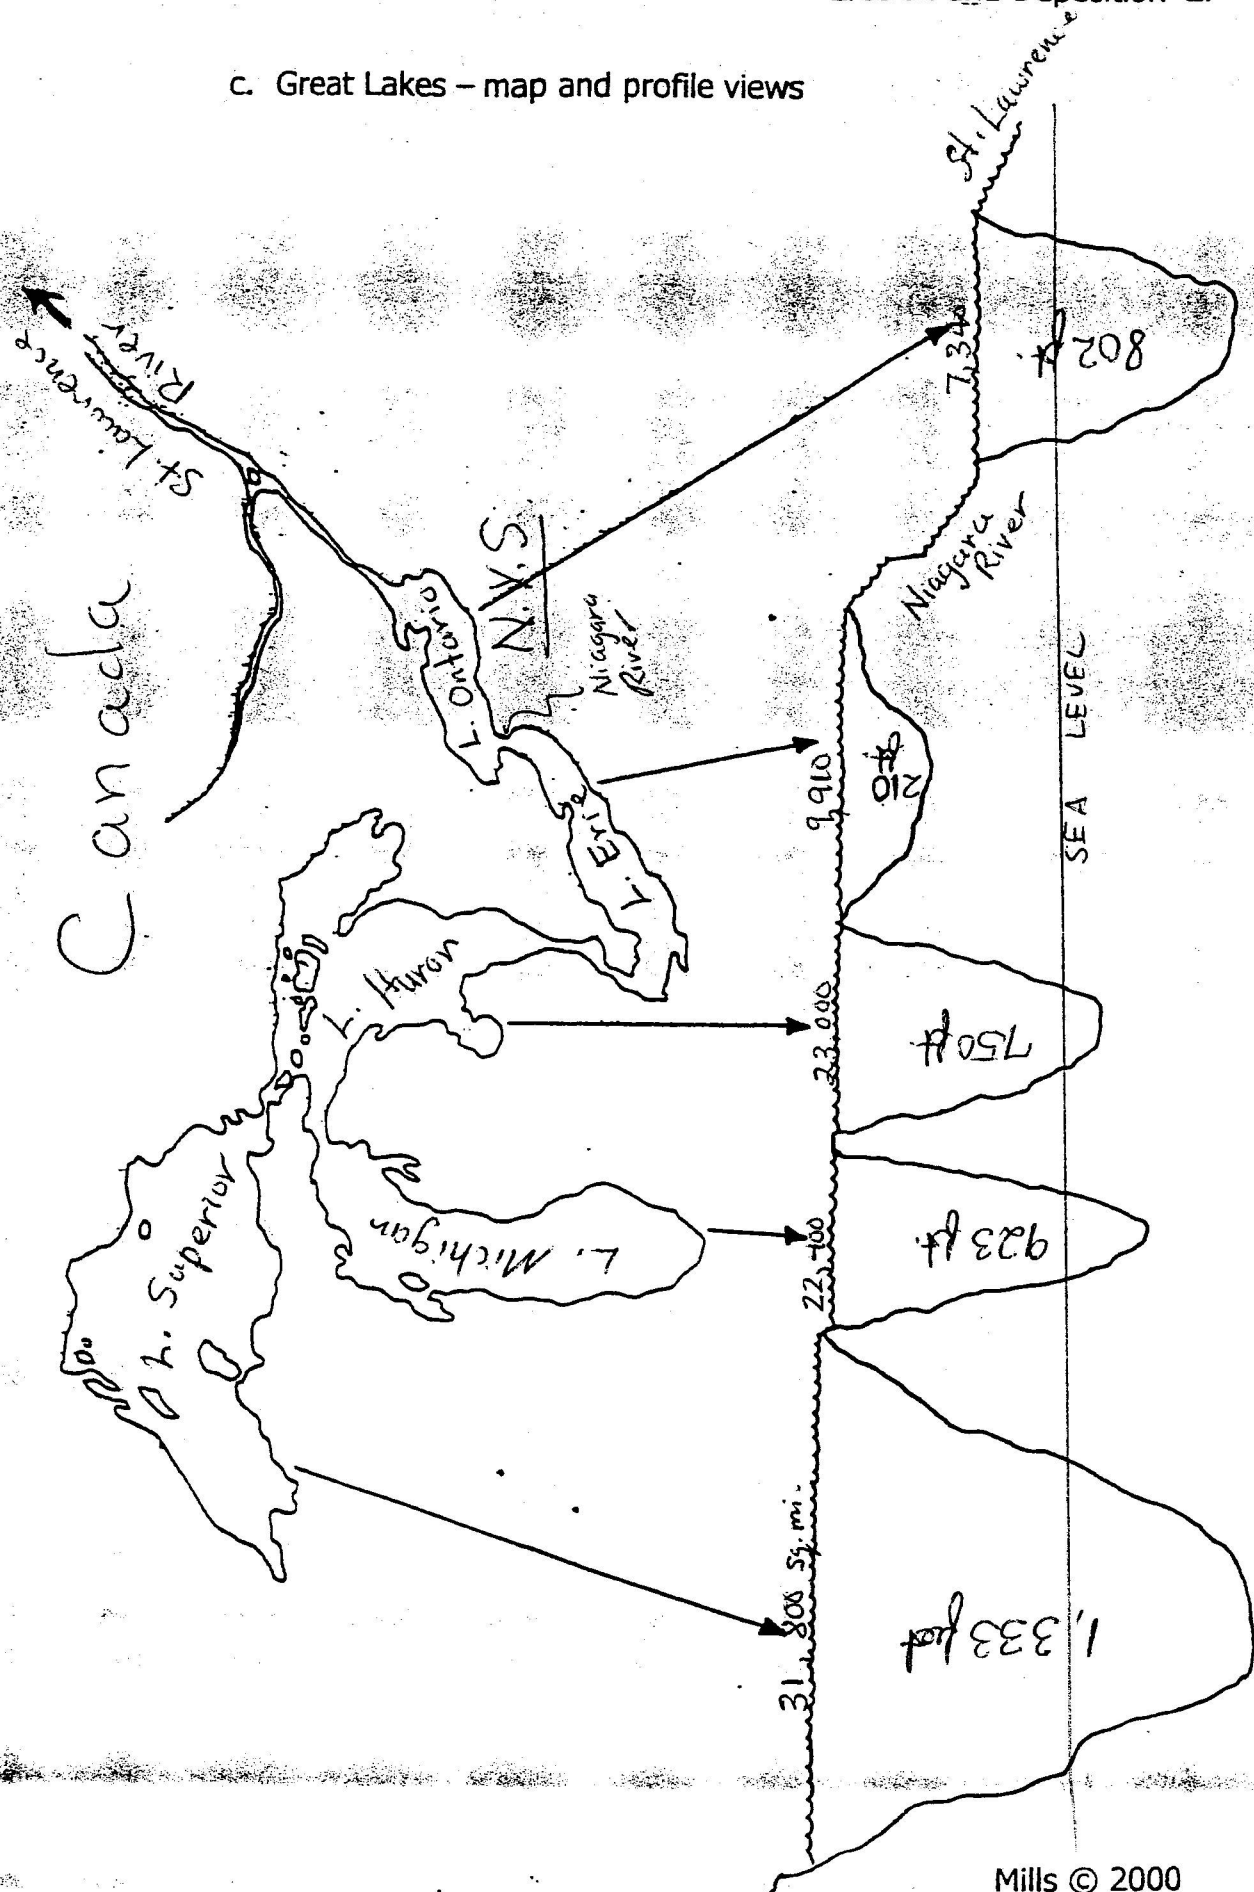 c. Great Lakes – map and profile views
Canada
St. Lawrence
River
L. Superior
L. Huron
L. Michigan
L. Erie
L. Ontario
N.Y.S.
Niagara
River
St. Lawrence
7,340
802 ft.
Niagara
River
9,910
210
ft
SEA LEVEL
23,000
750 ft.
22,400
923 ft.
31,800 sq. mi.
1,333 feet
Mills © 2000